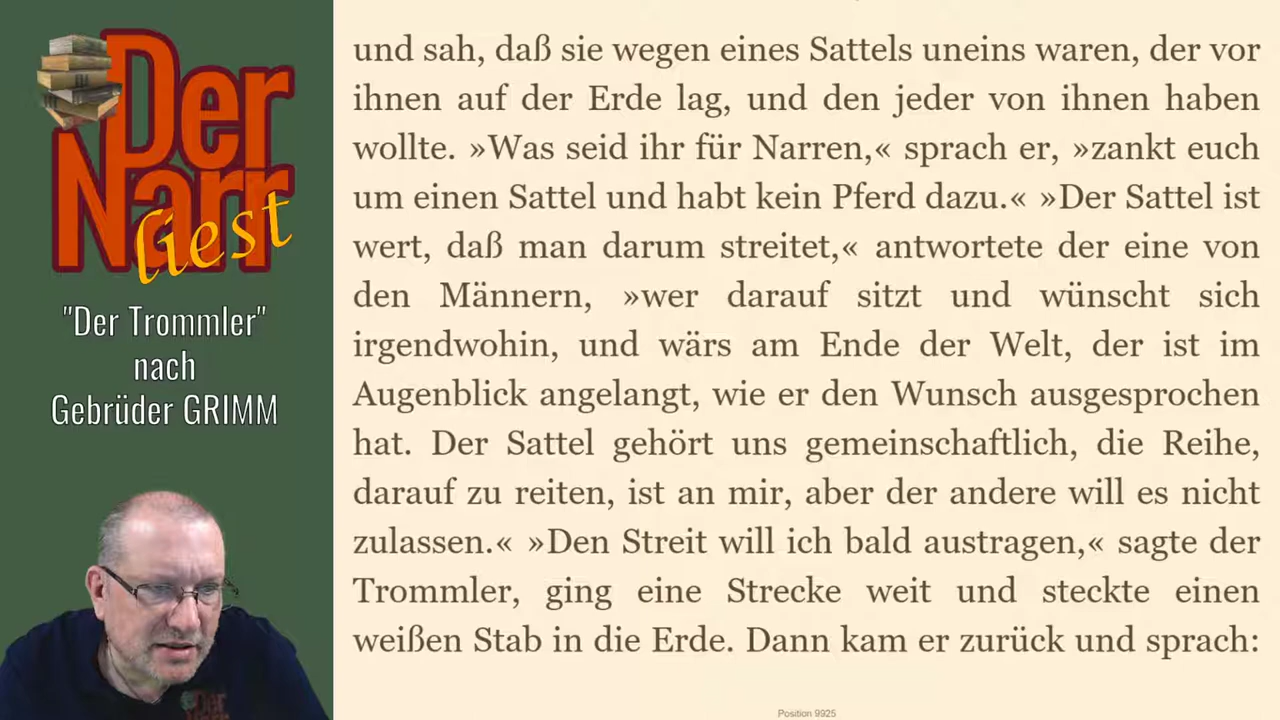 Der
Narr
liest
"Der Trommler"
nach
Gebrüder GRIMM
und sah, daß sie wegen eines Sattels uneins waren, der vor
ihnen auf der Erde lag, und den jeder von ihnen haben
wollte. »Was seid ihr für Narren,« sprach er, »zankt euch
um einen Sattel und habt kein Pferd dazu.« »Der Sattel ist
wert, daß man darum streitet,« antwortete der eine von
den Männern, »wer darauf sitzt und wünscht sich
irgendwohin, und wärs am Ende der Welt, der ist im
Augenblick angelangt, wie er den Wunsch ausgesprochen
hat. Der Sattel gehört uns gemeinschaftlich, die Reihe,
darauf zu reiten, ist an mir, aber der andere will es nicht
zulassen.« »Den Streit will ich bald austragen,« sagte der
Trommler, ging eine Strecke weit und steckte einen
weißen Stab in die Erde. Dann kam er zurück und sprach:
Position 9925
Der